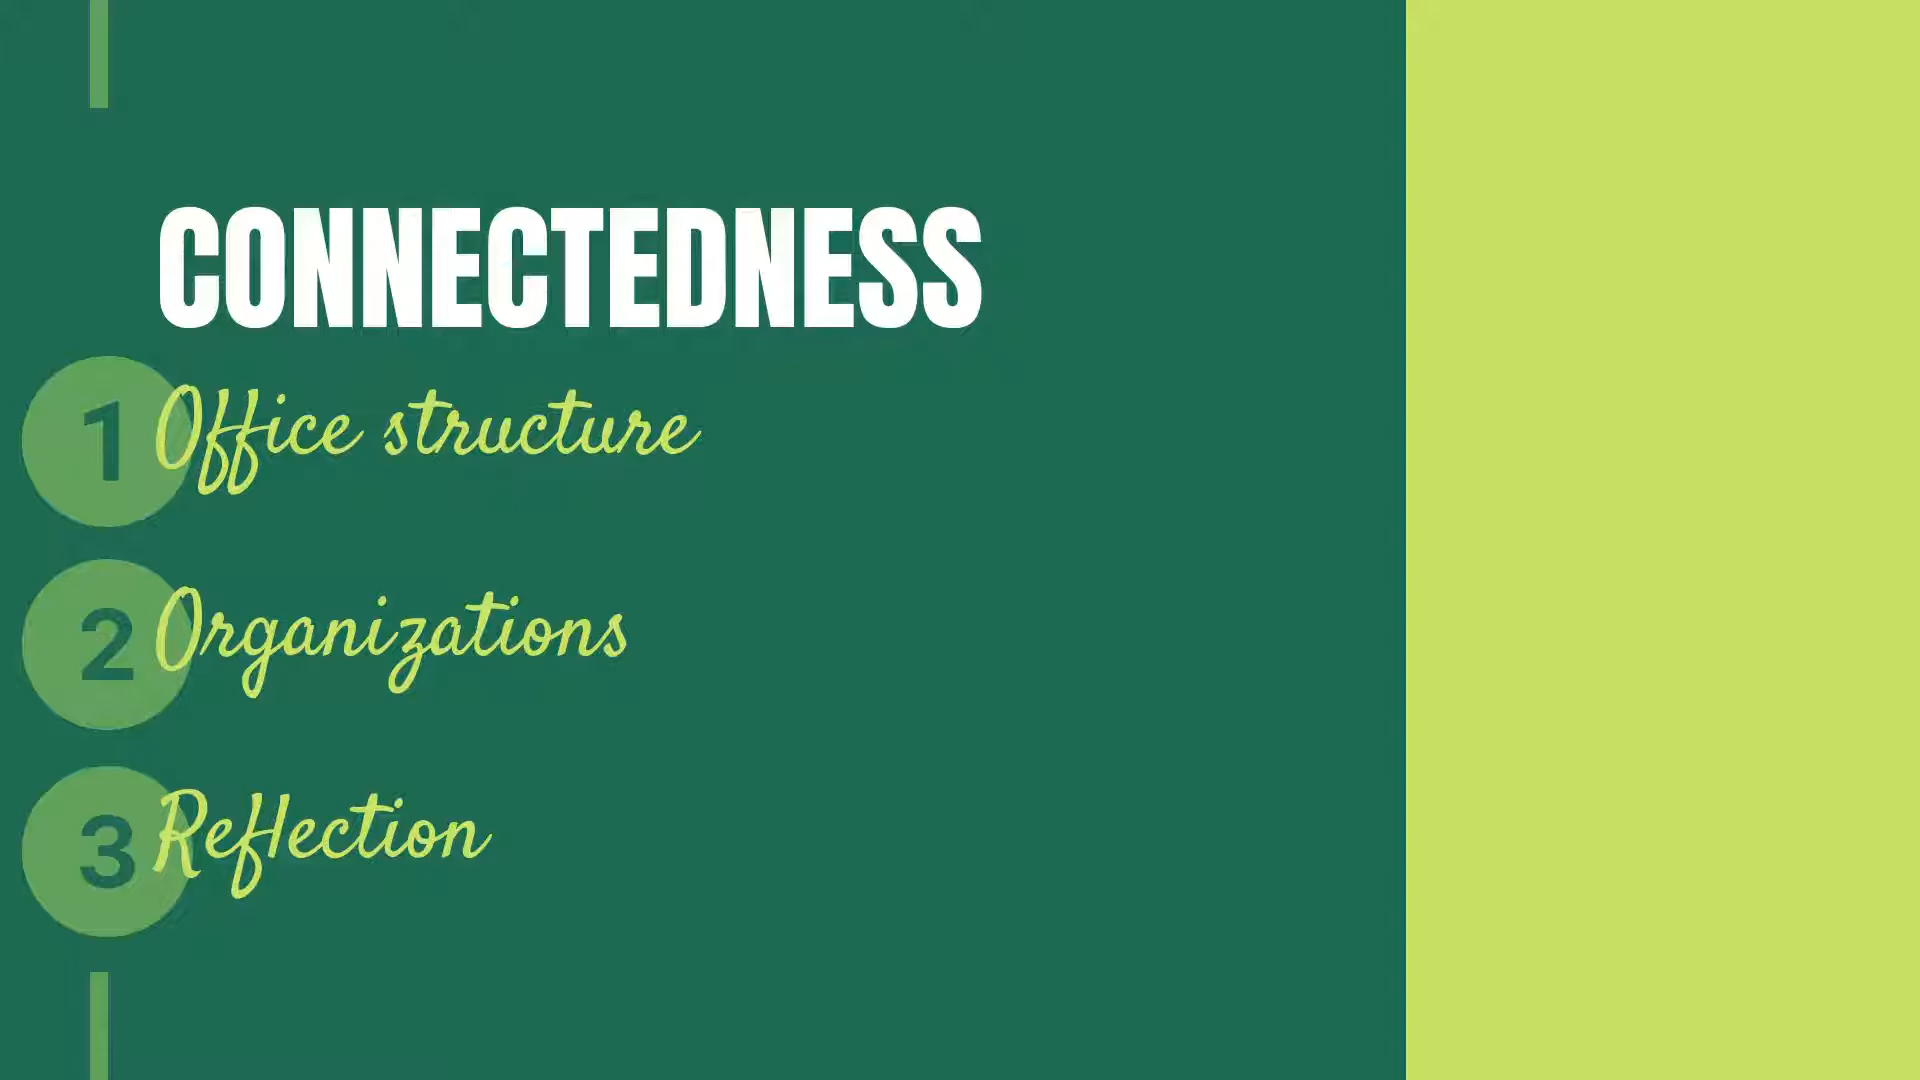 CONNECTEDNESS
1 Office structure
2 Organizations
3 Reflection